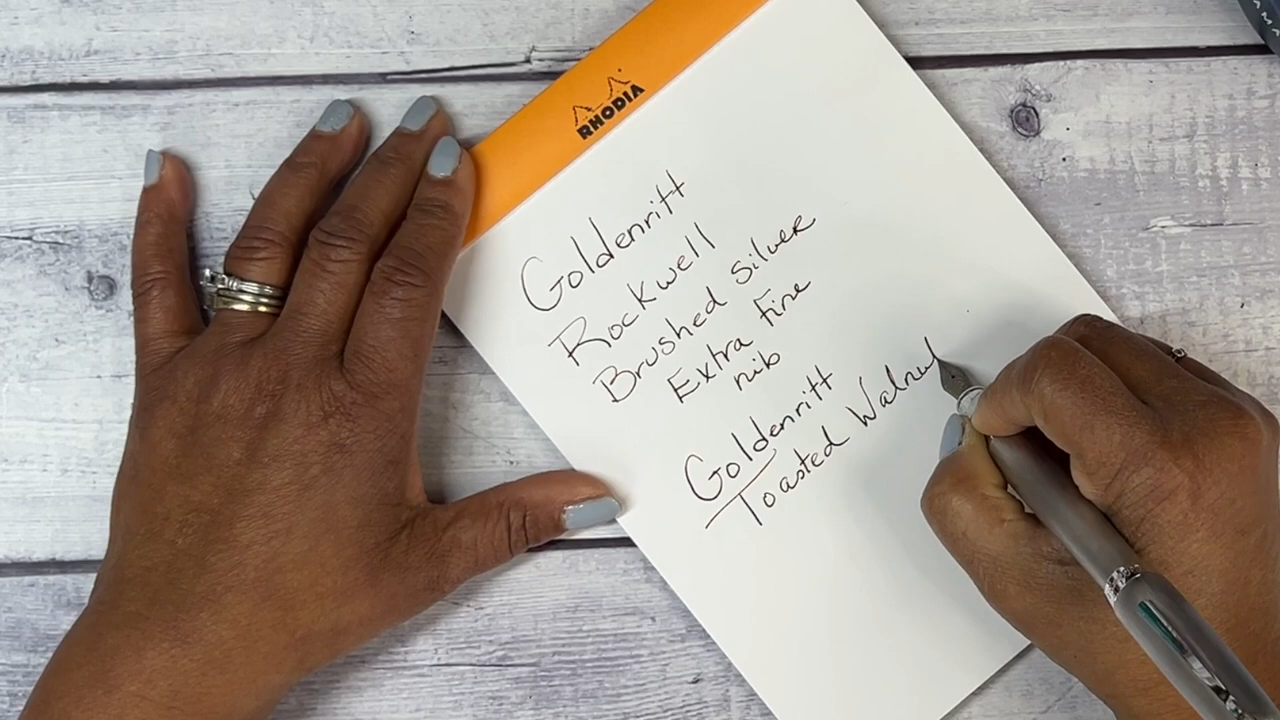 RHODIA
Goldenritt
Rockwell
Brushed Silver
Extra Fine
nib
Goldenritt
Toasted Walnut